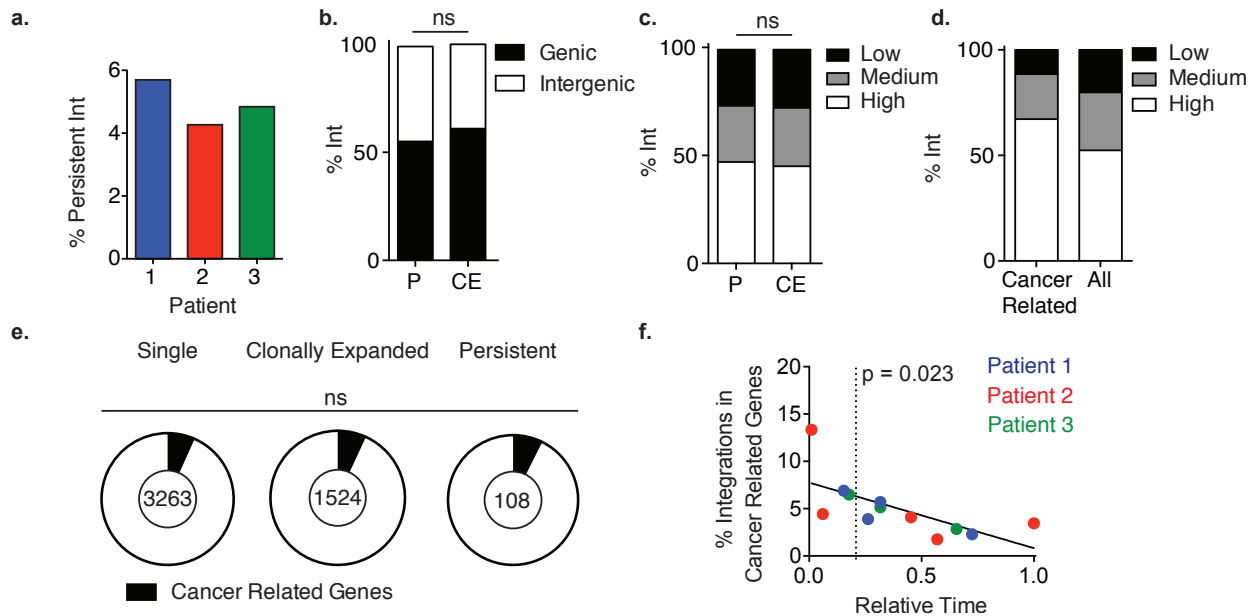 a.
% Persistent Int
6
4
2
0
1 2 3
Patient
b.
ns
% Int
100
50
0
P CE
Genic
Intergenic
c.
ns
% Int
100
50
0
P CE
Low
Medium
High
d.
% Int
100
50
0
Cancer Related All
Low
Medium
High
e.
Single Clonally Expanded Persistent
ns
3263 1524 108
Cancer Related Genes
f.
% Integrations in
Cancer Related Genes
20
15
10
5
0
0.0 0.5 1.0
Relative Time
p = 0.023
Patient 1
Patient 2
Patient 3